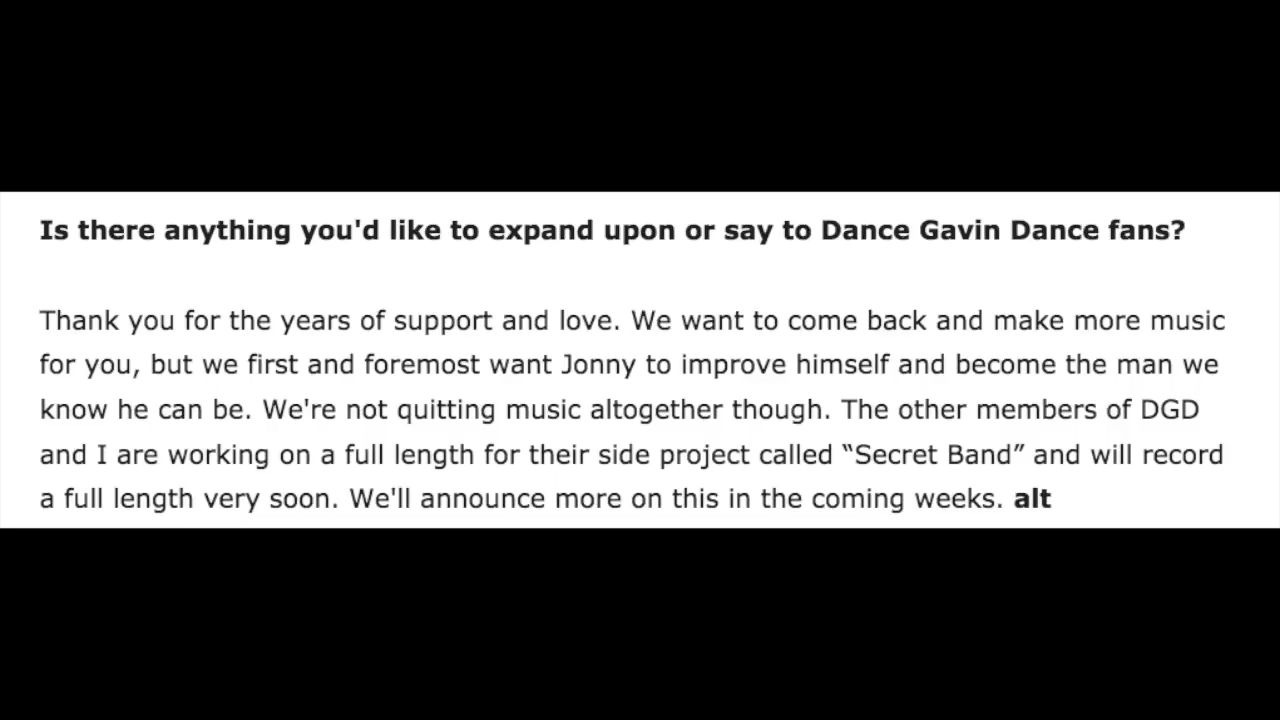 Is there anything you'd like to expand upon or say to Dance Gavin Dance fans?
Thank you for the years of support and love. We want to come back and make more music
for you, but we first and foremost want Jonny to improve himself and become the man we
know he can be. We're not quitting music altogether though. The other members of DGD
and I are working on a full length for their side project called “Secret Band” and will record
a full length very soon. We'll announce more on this in the coming weeks. alt